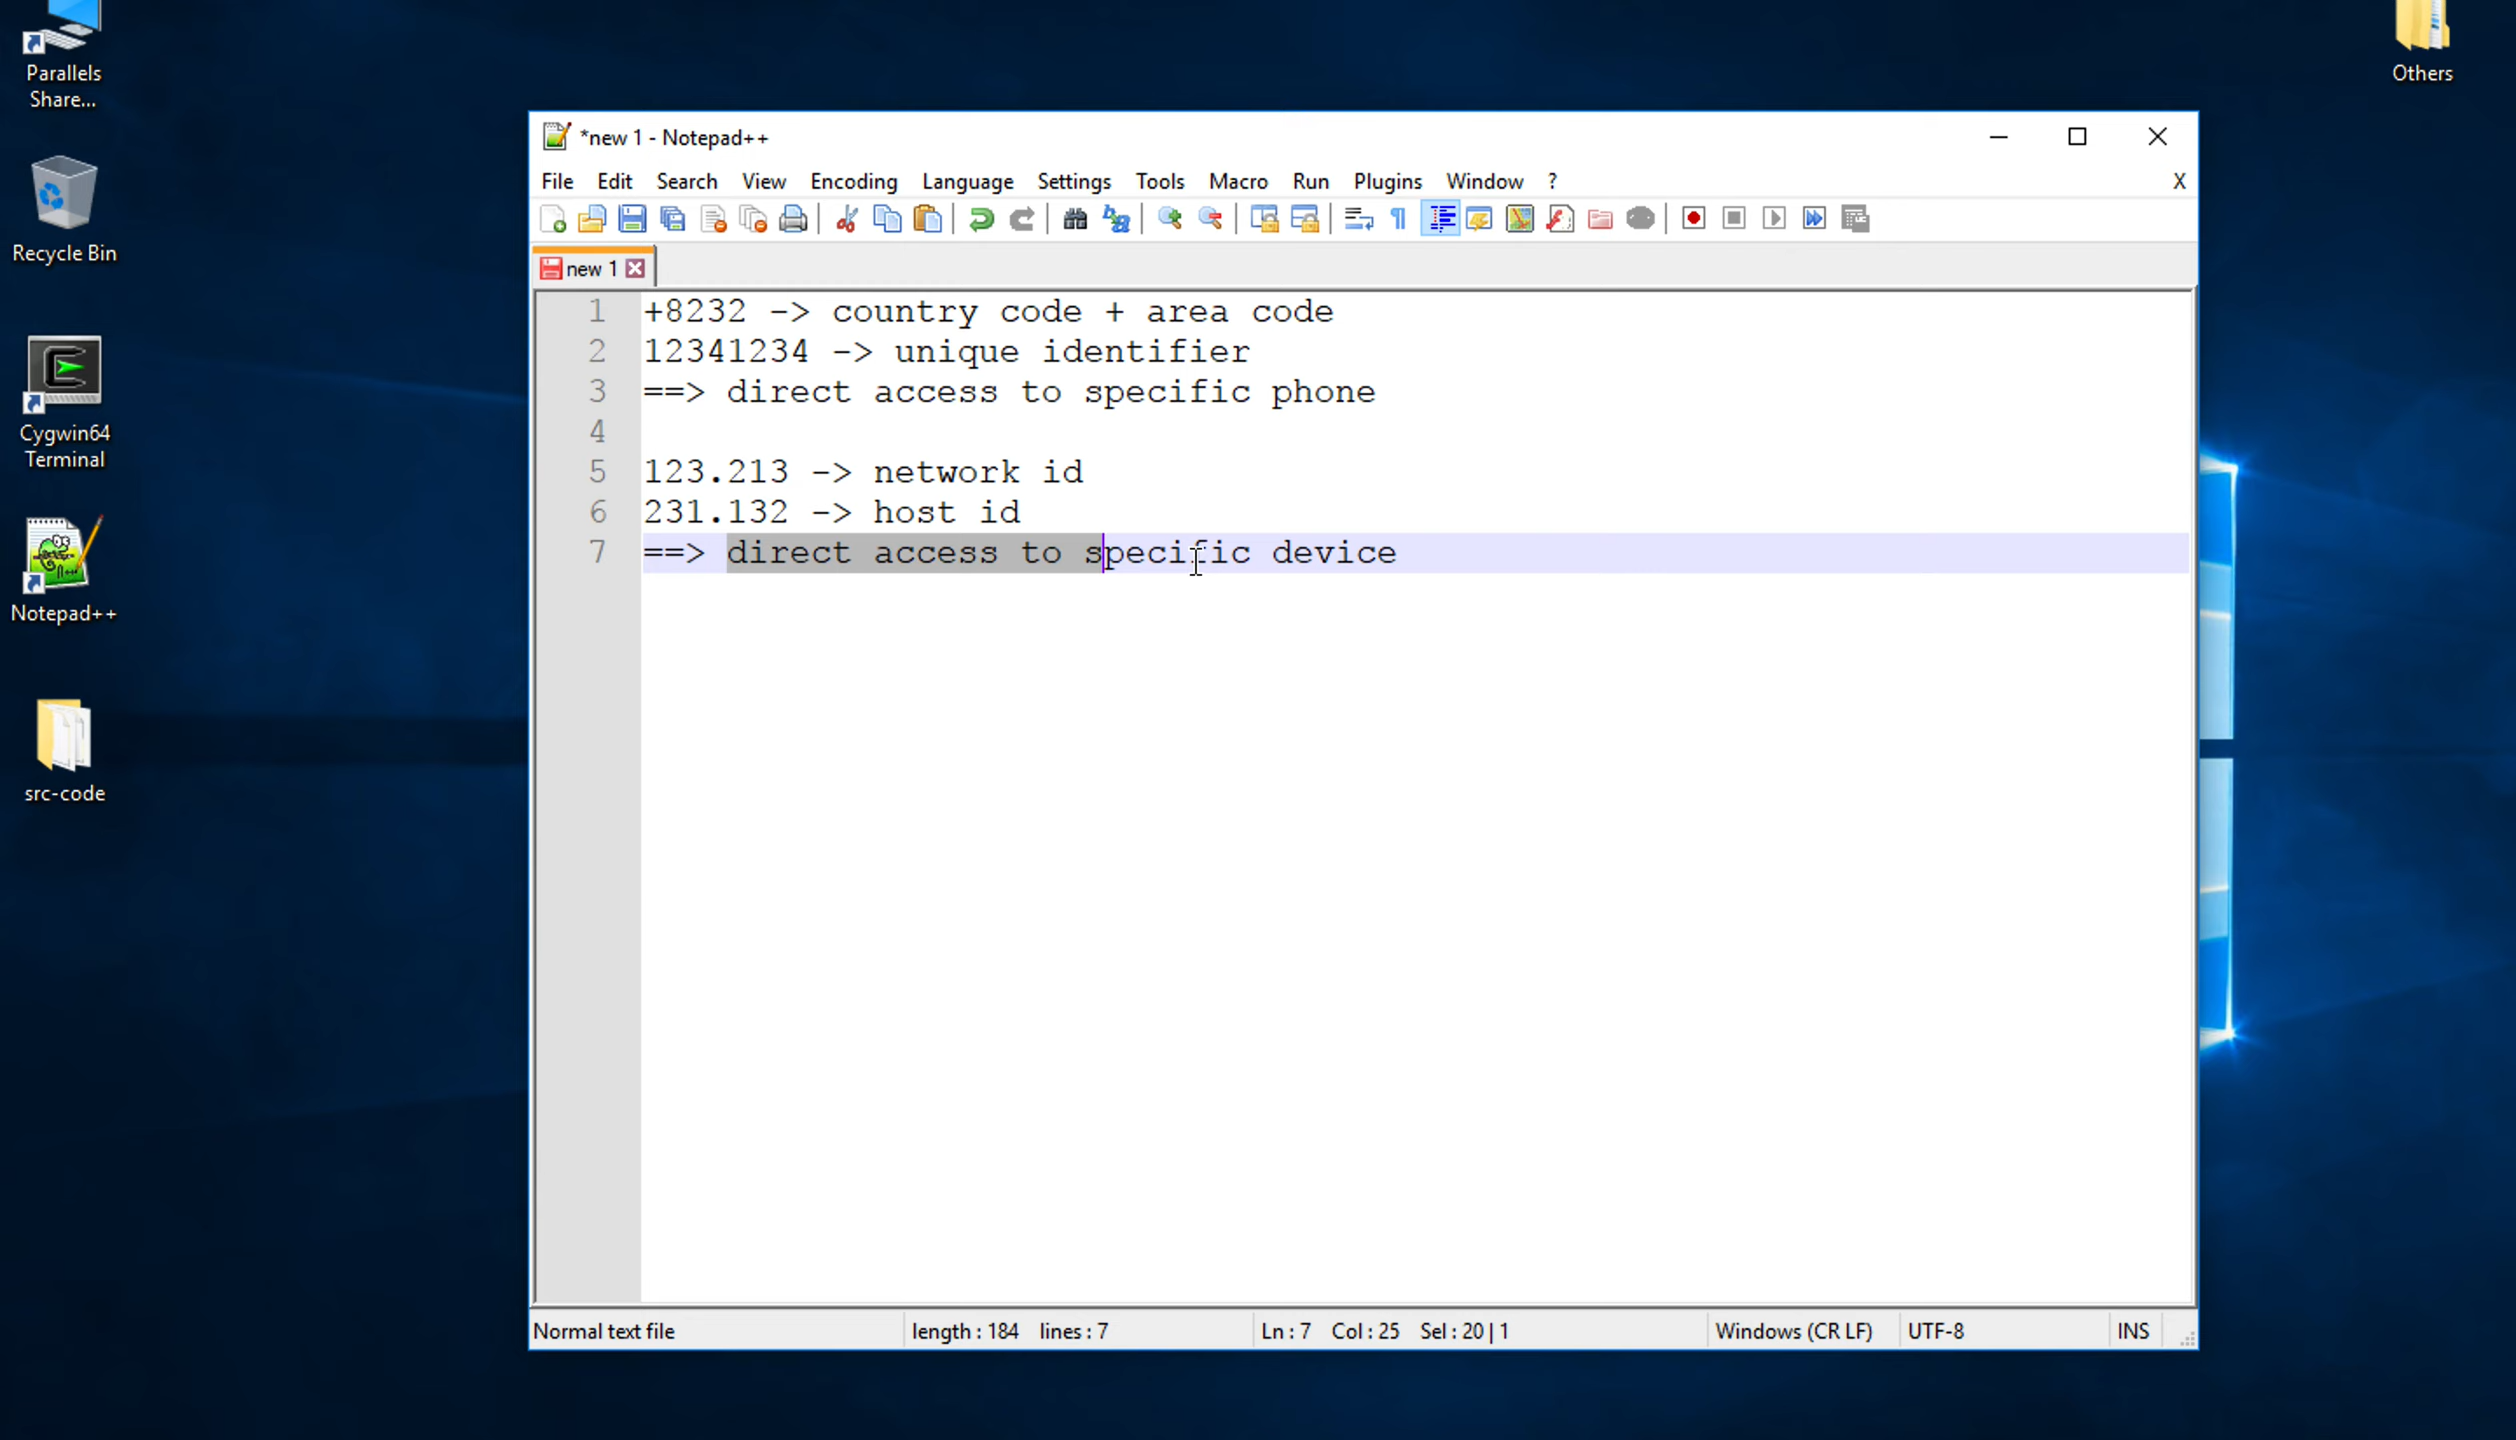 Parallels
Share...
Others
Recycle Bin
Cygwin64
Terminal
Notepad++
src-code
*new 1 - Notepad++
File Edit Search View Encoding Language Settings Tools Macro Run Plugins Window ? X
new 1
1 +8232 -> country code + area code
2 12341234 -> unique identifier
3 ==> direct access to specific phone
4
5 123.213 -> network id
6 231.132 -> host id
7 ==> direct access to specific device
Normal text file length : 184 lines : 7 Ln : 7 Col : 25 Sel : 20 | 1 Windows (CR LF) UTF-8 INS